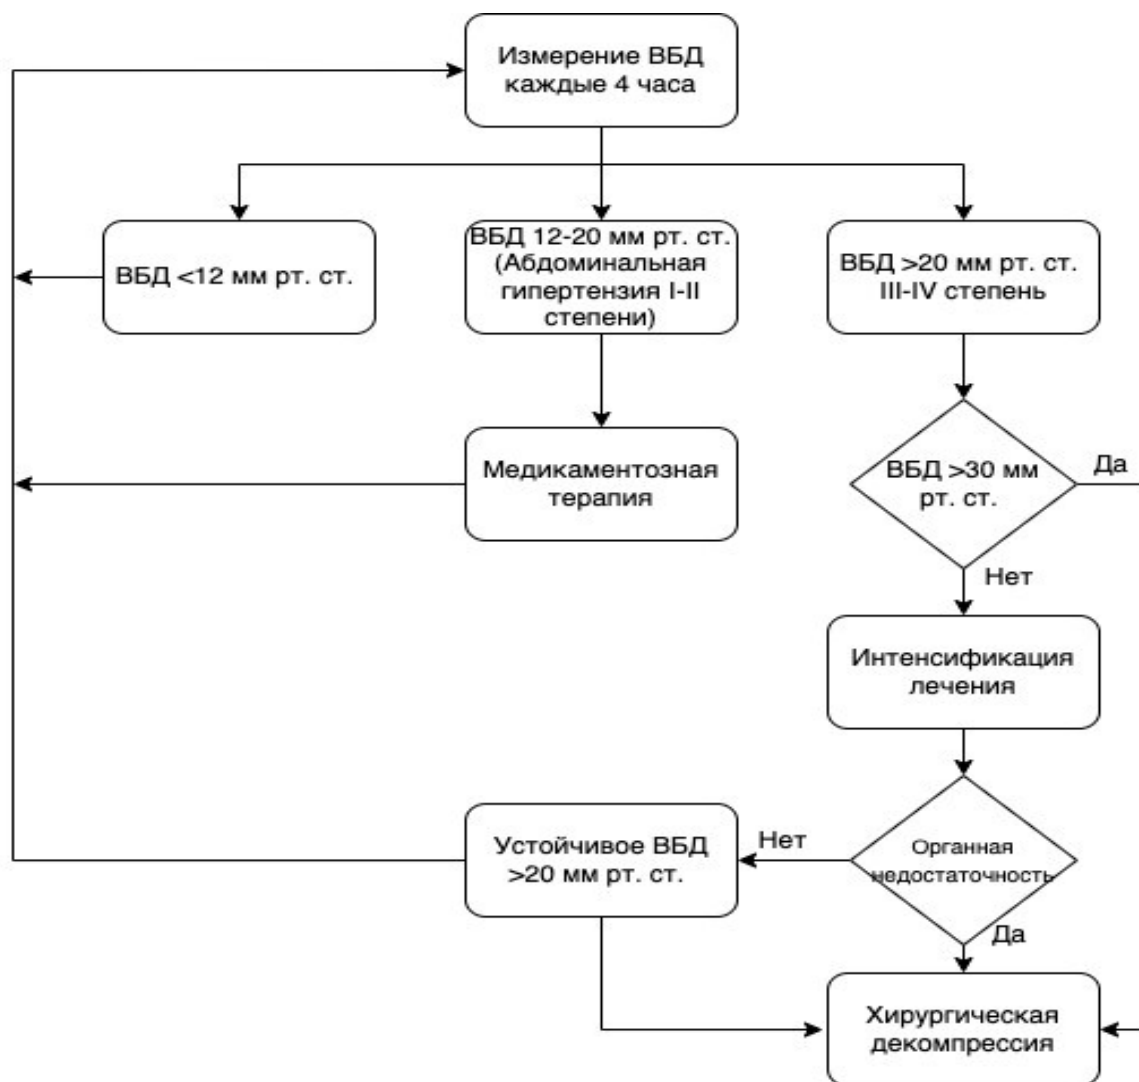 Измерение ВБД
каждые 4 часа
ВБД <12 мм рт. ст.
ВБД 12-20 мм рт. ст.
(Абдоминальная
гипертензия I-II
степени)
ВБД >20 мм рт. ст.
III-IV степень
Медикаментозная
терапия
ВБД >30 мм
рт. ст.
Да
Нет
Интенсификация
лечения
Органная
недостаточность
Нет
Устойчивое ВБД
>20 мм рт. ст.
Да
Хирургическая
декомпрессия